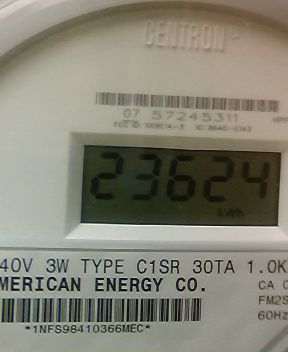 CENTRON®
07 57245311
23624
kWh
40V 3W TYPE C1SR 30TA 1.0K
MERICAN ENERGY CO.
CA
FM2S
60Hz
*1NFS98410366MEC*